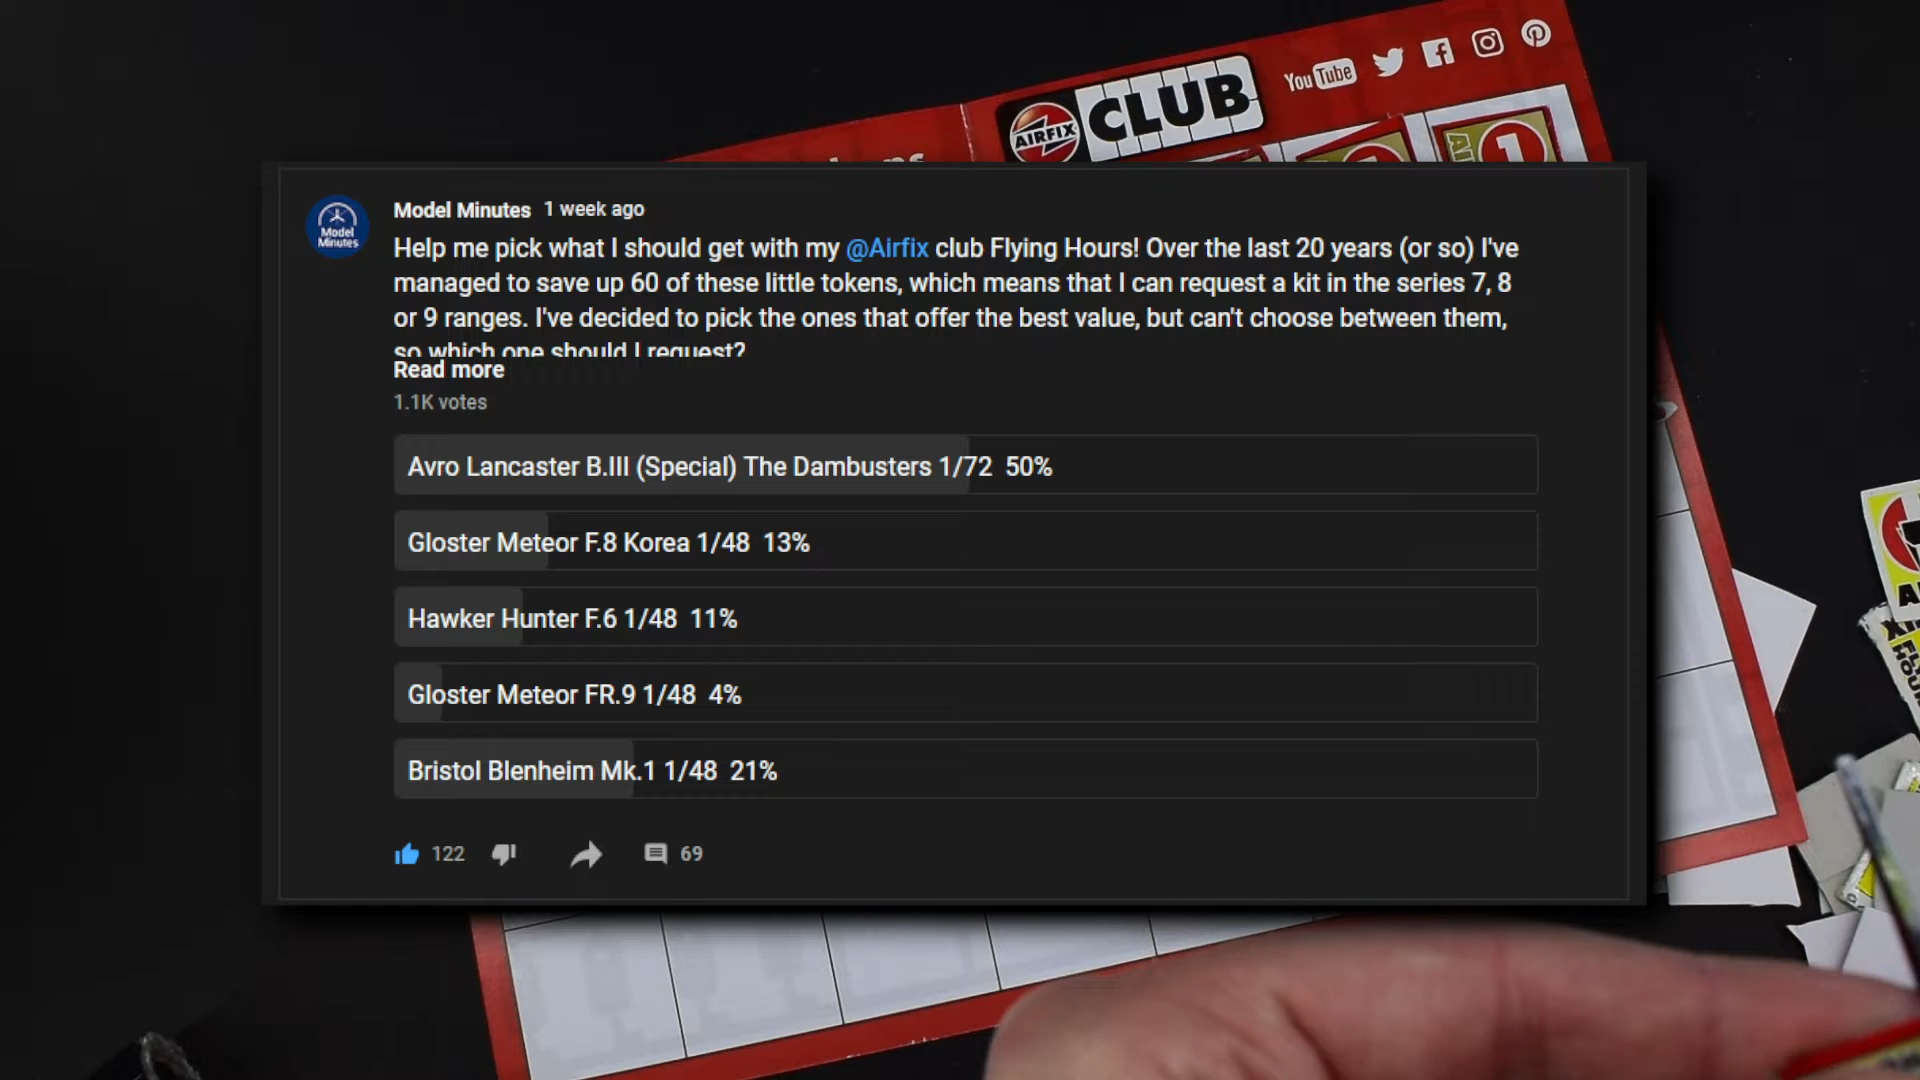 YouTube
AIRFIX CLUB
1
Model Minutes 1 week ago
Model
Minutes
Help me pick what I should get with my @Airfix club Flying Hours! Over the last 20 years (or so) I've
managed to save up 60 of these little tokens, which means that I can request a kit in the series 7, 8
or 9 ranges. I've decided to pick the ones that offer the best value, but can't choose between them,
so which one should I request?
Read more
1.1K votes
Avro Lancaster B.III (Special) The Dambusters 1/72 50%
Gloster Meteor F.8 Korea 1/48 13%
Hawker Hunter F.6 1/48 11%
Gloster Meteor FR.9 1/48 4%
Bristol Blenheim Mk.1 1/48 21%
122
69